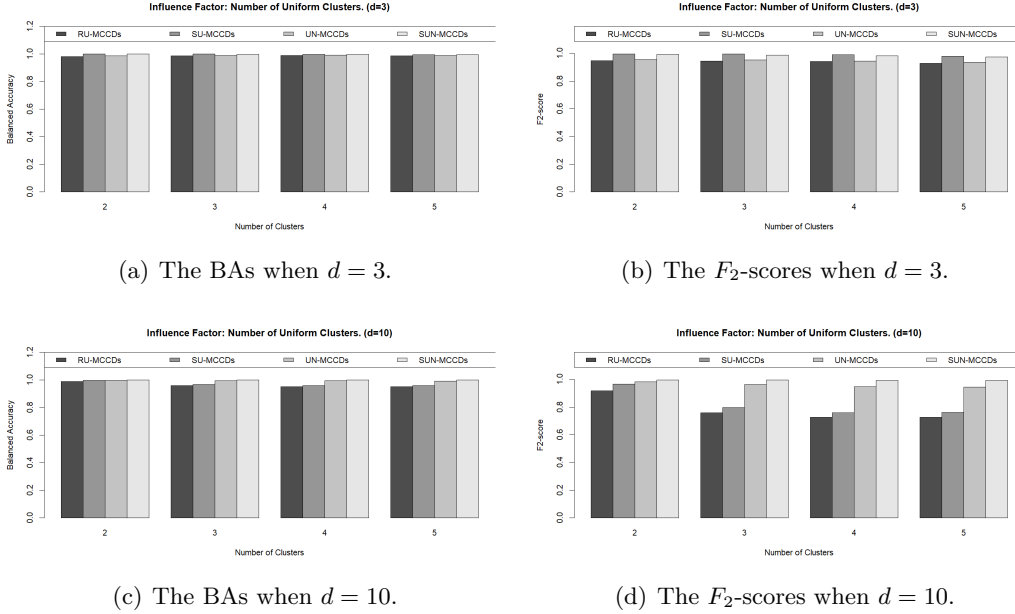 Influence Factor: Number of Uniform Clusters. (d=3)
RU-MCCDs SU-MCCDs UN-MCCDs SUN-MCCDs
Balanced Accuracy
0.0 0.2 0.4 0.6 0.8 1.0 1.2
2 3 4 5
Number of Clusters
(a) The BAs when d = 3.
Influence Factor: Number of Uniform Clusters. (d=3)
RU-MCCDs SU-MCCDs UN-MCCDs SUN-MCCDs
F2-score
0.0 0.2 0.4 0.6 0.8 1.0 1.2
2 3 4 5
Number of Clusters
(b) The F₂-scores when d = 3.
Influence Factor: Number of Uniform Clusters. (d=10)
RU-MCCDs SU-MCCDs UN-MCCDs SUN-MCCDs
Balanced Accuracy
0.0 0.2 0.4 0.6 0.8 1.0 1.2
2 3 4 5
Number of Clusters
(c) The BAs when d = 10.
Influence Factor: Number of Uniform Clusters. (d=10)
RU-MCCDs SU-MCCDs UN-MCCDs SUN-MCCDs
F2-score
0.0 0.2 0.4 0.6 0.8 1.0 1.2
2 3 4 5
Number of Clusters
(d) The F₂-scores when d = 10.